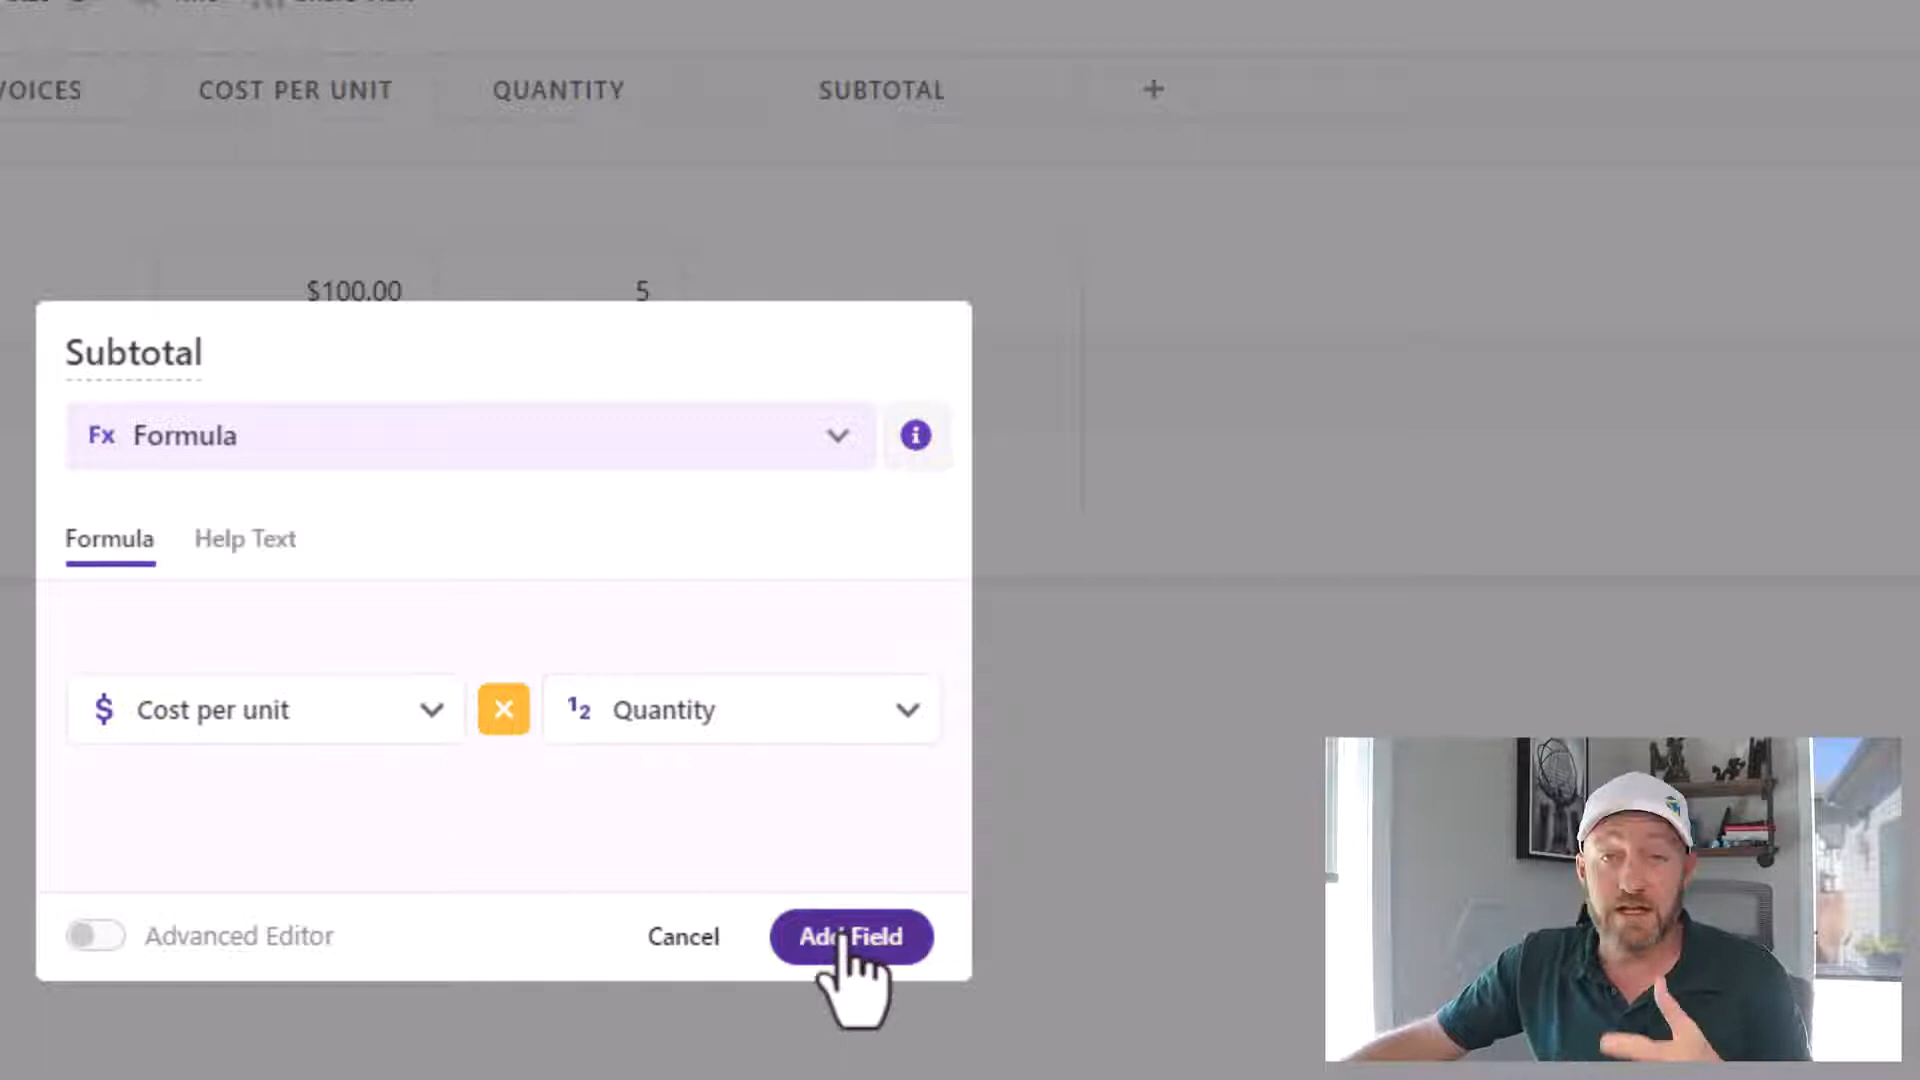 VOICES COST PER UNIT QUANTITY SUBTOTAL +
$100.00 5
Subtotal
Fx Formula
Formula Help Text
$ Cost per unit × 12 Quantity
Advanced Editor Cancel Add Field